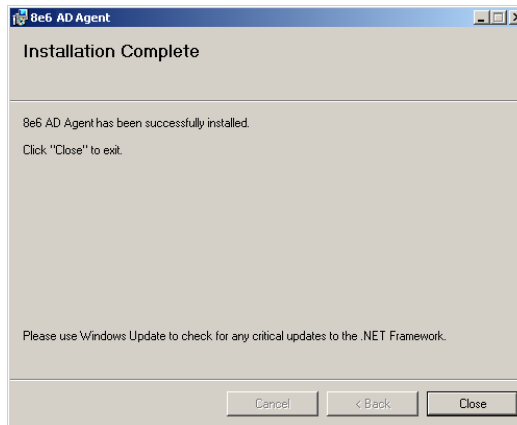 8e6 AD Agent
Installation Complete
8e6 AD Agent has been successfully installed.
Click "Close" to exit.
Please use Windows Update to check for any critical updates to the .NET Framework.
Cancel
< Back
Close